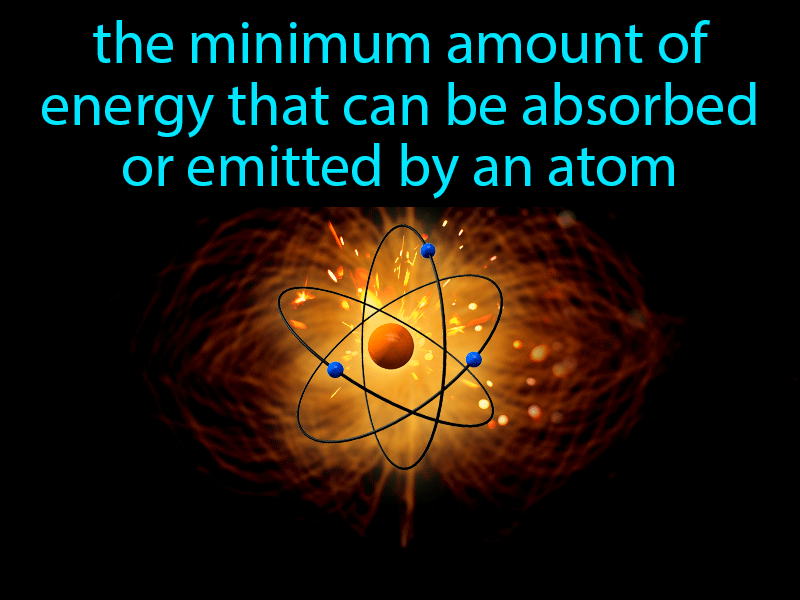 the minimum amount of
energy that can be absorbed
or emitted by an atom